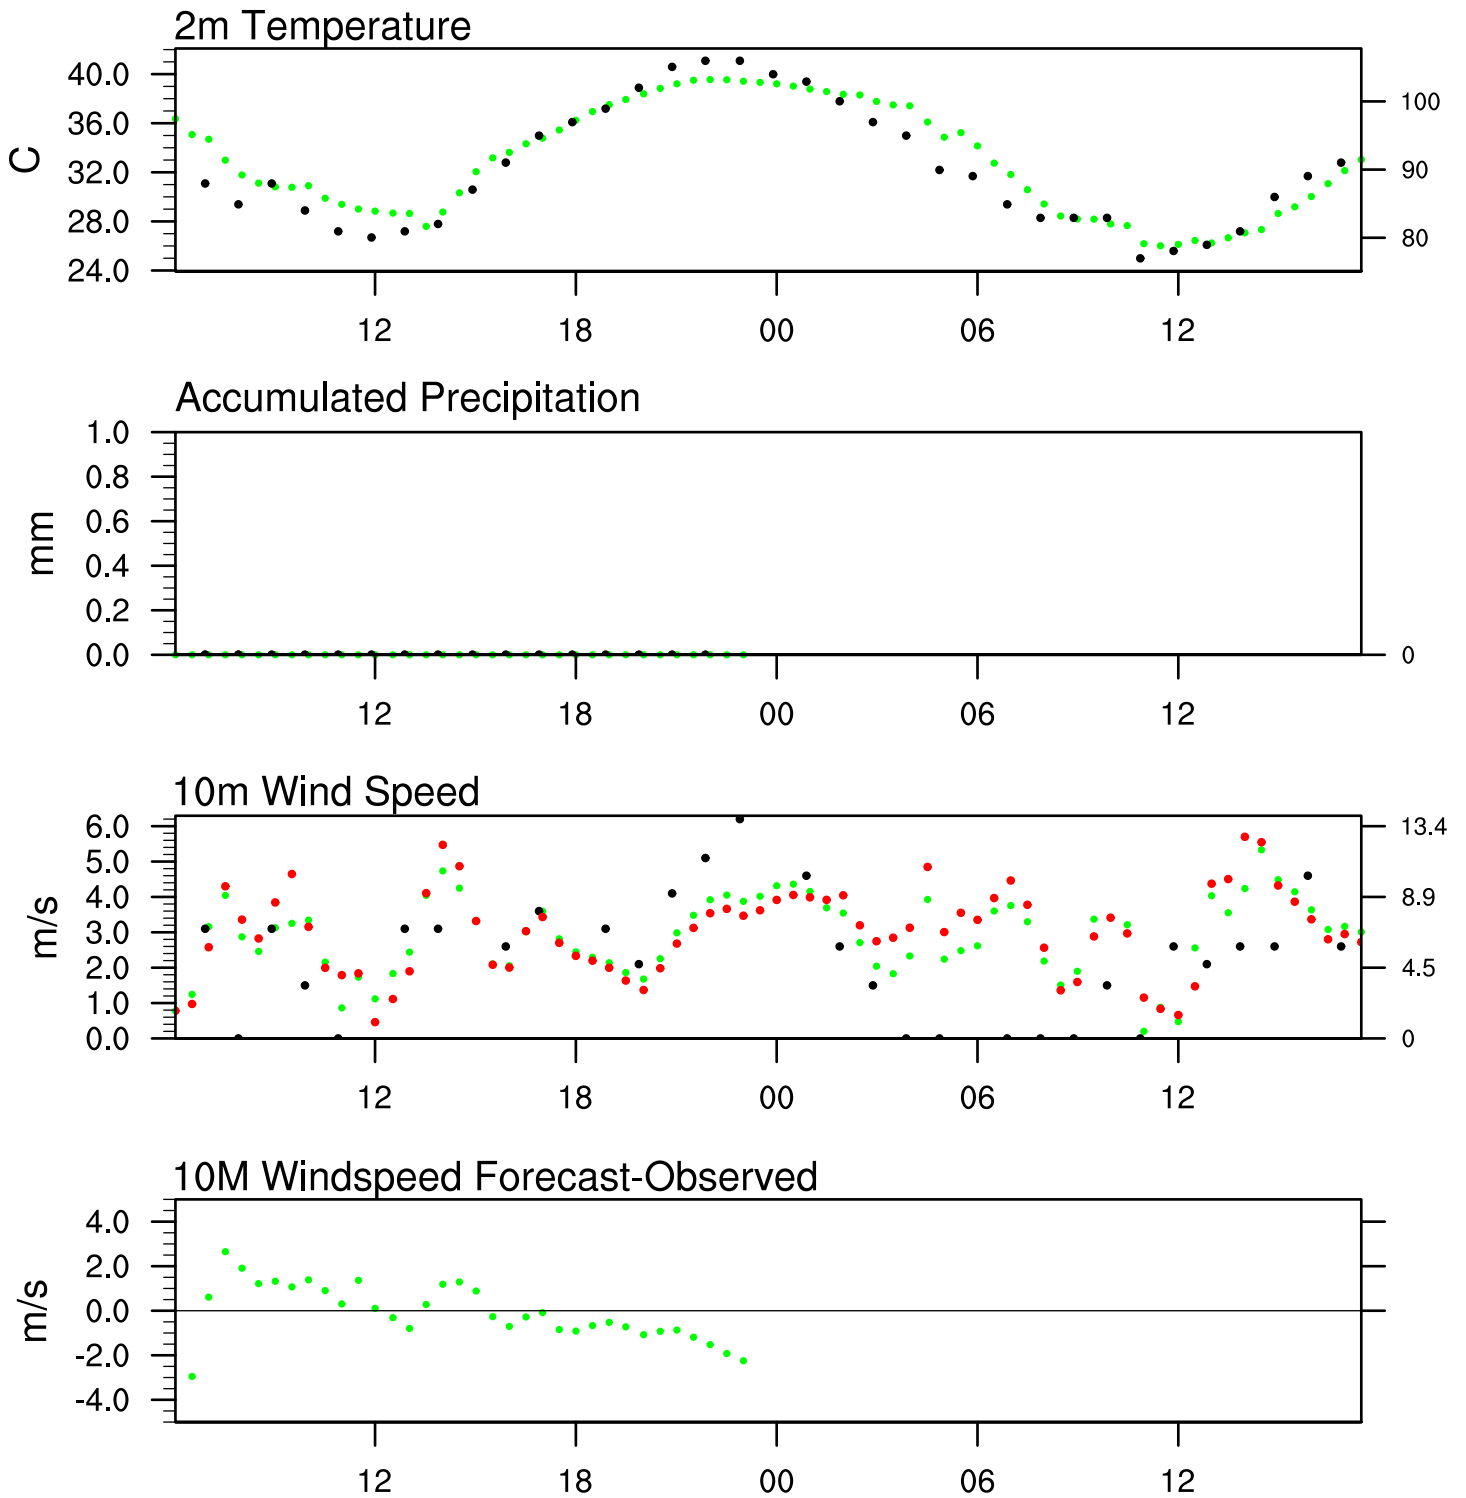 2m Temperature
40.0
36.0
32.0
28.0
24.0
C
100
90
80
12 18 00 06 12
Accumulated Precipitation
1.0
0.8
0.6
0.4
0.2
0.0
mm
0
12 18 00 06 12
10m Wind Speed
6.0
5.0
4.0
3.0
2.0
1.0
0.0
m/s
13.4
8.9
4.5
0
12 18 00 06 12
10M Windspeed Forecast-Observed
4.0
2.0
0.0
-2.0
-4.0
m/s
12 18 00 06 12